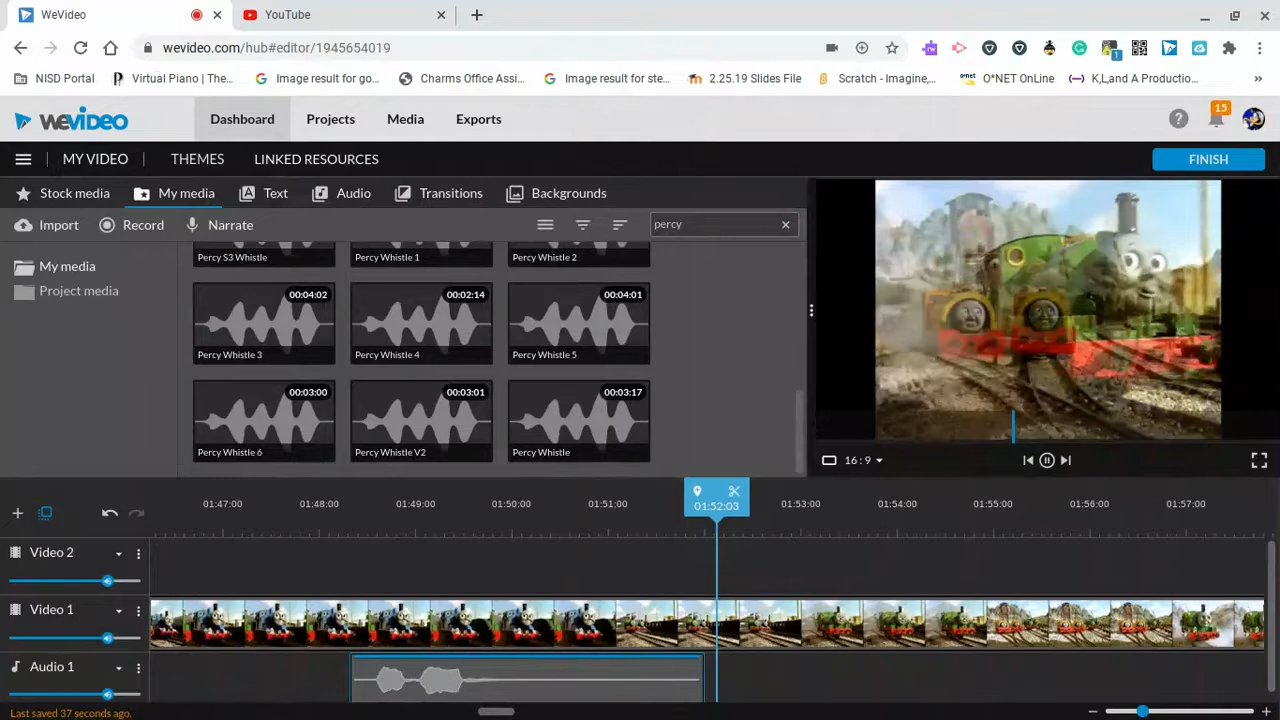 WeVideo
YouTube
wevideo.com/hub#editor/1945654019
1
NISD Portal
Virtual Piano | The...
Image result for go...
Charms Office Assi...
Image result for ste...
2.25.19 Slides File
Scratch - Imagine,...
O*NET OnLine
K,L,and A Productio...
»
WEVIDEO
Dashboard
Projects
Media
Exports
15
MY VIDEO
THEMES
LINKED RESOURCES
FINISH
Stock media
My media
Text
Audio
Transitions
Backgrounds
Import
Record
Narrate
percy
My media
Project media
Percy S3 Whistle
Percy Whistle 1
Percy Whistle 2
00:04:02
00:02:14
00:04:01
Percy Whistle 3
Percy Whistle 4
Percy Whistle 5
00:03:00
00:03:01
00:03:17
Percy Whistle 6
Percy Whistle V2
Percy Whistle
16:9
01:47:00
01:48:00
01:49:00
01:50:00
01:51:00
01:52:03
01:53:00
01:54:00
01:55:00
01:56:00
01:57:00
Video 2
Video 1
Audio 1
Last saved 37 seconds ago.